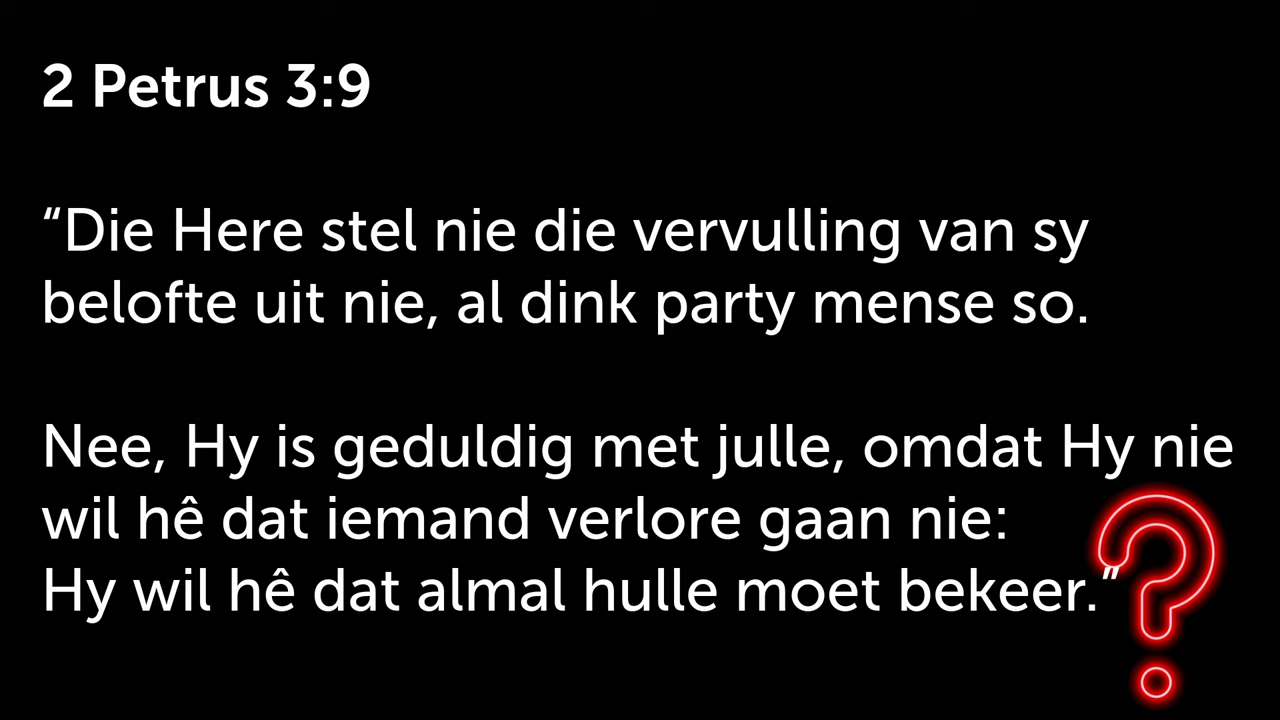 2 Petrus 3:9
“Die Here stel nie die vervulling van sy
belofte uit nie, al dink party mense so.
Nee, Hy is geduldig met julle, omdat Hy nie
wil hê dat iemand verlore gaan nie:
Hy wil hê dat almal hulle moet bekeer.”
?